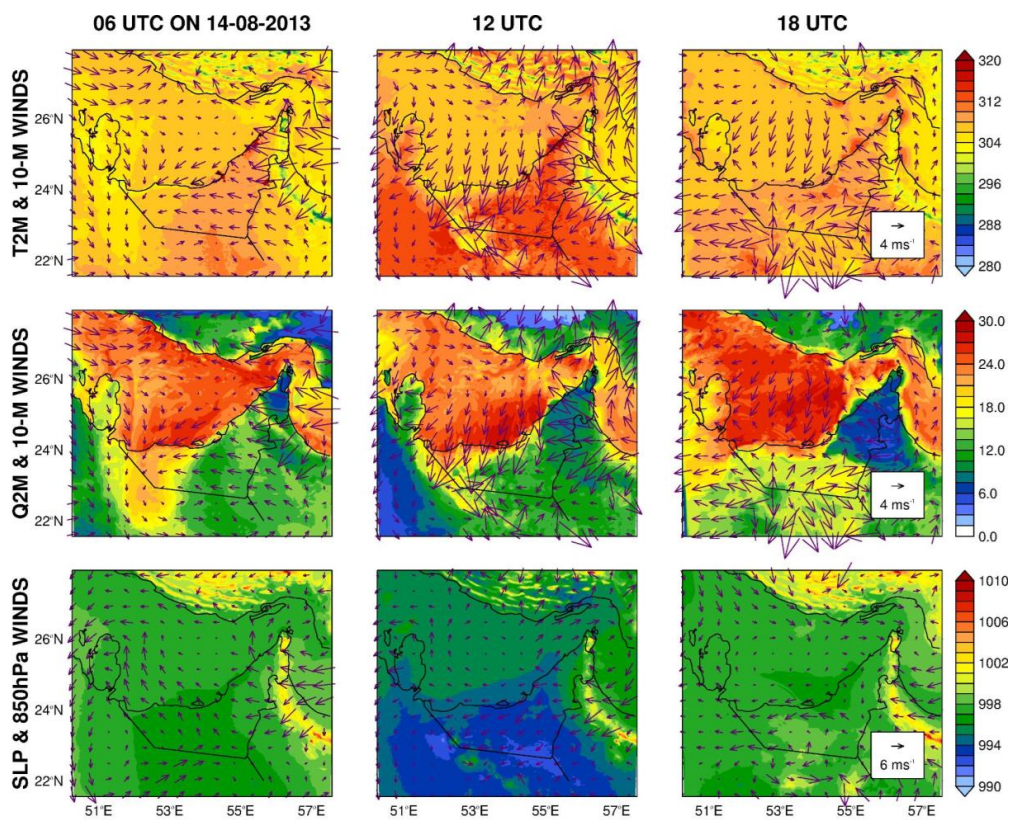 06 UTC ON 14-08-2013 12 UTC 18 UTC
T2M & 10-M WINDS
26°N
24°N
22°N
4 ms⁻¹
320
312
304
296
288
280
Q2M & 10-M WINDS
26°N
24°N
22°N
4 ms⁻¹
30.0
24.0
18.0
12.0
6.0
0.0
SLP & 850hPa WINDS
26°N
24°N
22°N
6 ms⁻¹
1010
1006
1002
998
994
990
51°E 53°E 55°E 57°E 51°E 53°E 55°E 57°E 51°E 53°E 55°E 57°E